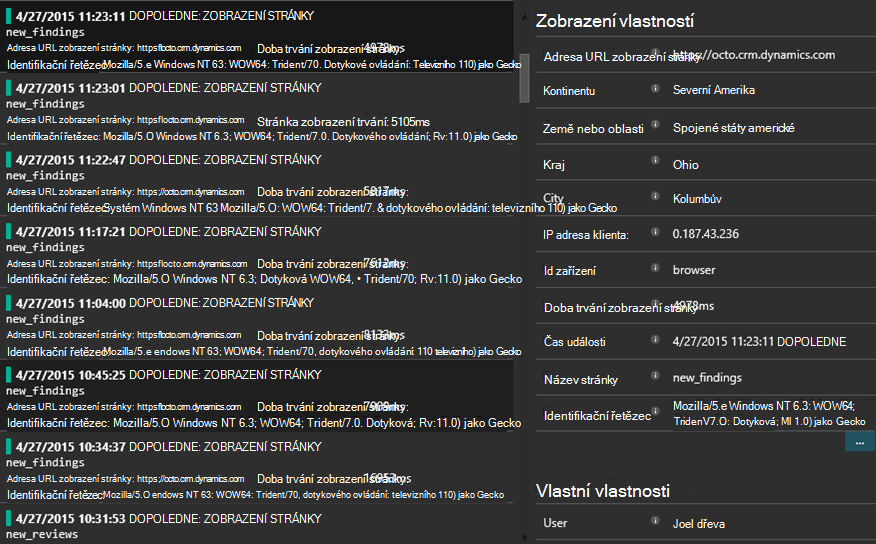 4/27/2015 11:23:11 DOPOLEDNE: ZOBRAZENÍ STRÁNKY
new_findings
Adresa URL zobrazení stránky: httpsflocto.crm.dynamics.com Doba trvání zobrazení stránky: 4978ms
Identifikační řetězec: Mozilla/5.e Windows NT 63: WOW64: Trident/70. Dotykové ovládání: Televizního 110) jako Gecko
4/27/2015 11:23:01 DOPOLEDNE: ZOBRAZENÍ STRÁNKY
new_findings
Adresa URL zobrazení stránky: httpsflocto.crm.dynamics.com Stránka zobrazení trvání: 5105ms
Identifikační řetězec: Mozilla/5.O Windows NT 6.3; WOW64; Trident/7.0. Dotykového ovládání; Rv:11.0) jako Gecko
4/27/2015 11:22:47 DOPOLEDNE: ZOBRAZENÍ STRÁNKY
new_findings
Adresa URL zobrazení stránky: https//octo.crm.dynamics.com Doba trvání zobrazení stránky:
Identifikační řetězec: Systém Windows NT 63 Mozilla/5.O: WOW64: Trident/7. & dotykového ovládání: televizního 110) jako Gecko
4/27/2015 11:17:21 DOPOLEDNE: ZOBRAZENÍ STRÁNKY
new_findings
Adresa URL zobrazení stránky: httpsflocto.crm.dynamics.com Doba trvání zobrazení stránky:
Identifikační řetězec: Mozilla/5.O Windows NT 6.3; Dotyková WOW64, • Trident/70; Rv:11.0) jako Gecko
4/27/2015 11:04:00 DOPOLEDNE: ZOBRAZENÍ STRÁNKY
new_findings
Adresa URL zobrazení stránky: httpsflocto.crm.dynamics.com Doba trvání zobrazení stránky:
Identifikační řetězec: Mozilla/5.e endows NT 63; WOW64; Trident/70, dotykového ovládání: 110 televizního) jako Gecko
4/27/2015 10:45:25 DOPOLEDNE: ZOBRAZENÍ STRÁNKY
new_findings
Adresa URL zobrazení stránky: httpsflocto.crm.dynamics.com Doba trvání zobrazení stránky:
Identifikační řetězec: Mozilla/5.O Windows NT 6.3, WOW64; Trident/7.0. Dotyková; Rv:11.0) jako Gecko
4/27/2015 10:34:37 DOPOLEDNE: ZOBRAZENÍ STRÁNKY
new_findings
Adresa URL zobrazení stránky: https://octo.crm.dynamics.com Doba trvání zobrazení stránky:
Identifikační řetězec: Mozilla/5.O endows NT 63: WOW64: Trident/70, dotykového ovládání: televizního 110) jako Gecko
4/27/2015 10:31:53 DOPOLEDNE: ZOBRAZENÍ STRÁNKY
new_reviews
Zobrazení vlastností
Adresa URL zobrazení stránky https://octo.crm.dynamics.com
Kontinentu Severní Amerika
Země nebo oblasti Spojené státy americké
Kraj Ohio
City Kolumbův
IP adresa klienta: 0.187.43.236
Id zařízení browser
Doba trvání zobrazení stránky 4978ms
Čas události 4/27/2015 11:23:11 DOPOLEDNE
Název stránky new_findings
Identifikační řetězec Mozilla/5.e Windows NT 6.3: WOW64;
TridenV7.O: Dotyková; MI 1.0) jako Gecko
...
Vlastní vlastnosti
User Joel dřeva